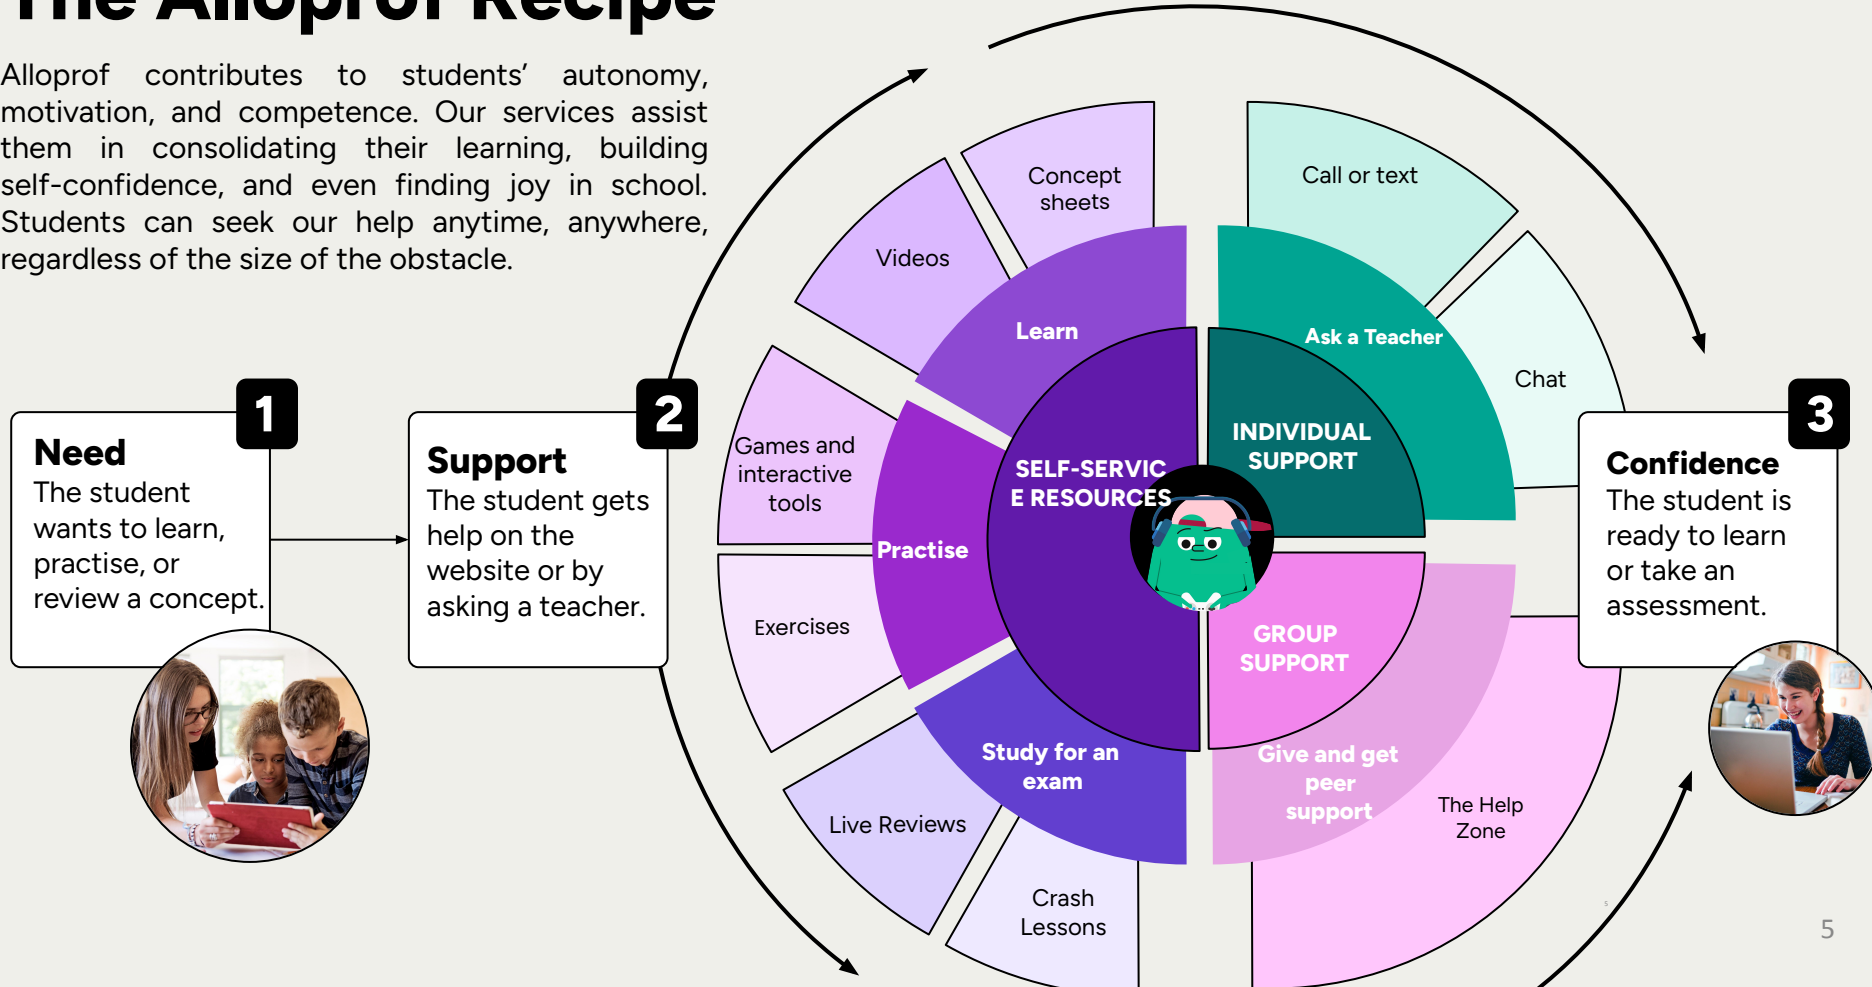 The Alloprof Recipe
Alloprof contributes to students’ autonomy,
motivation, and competence. Our services assist
them in consolidating their learning, building
self-confidence, and even finding joy in school.
Students can seek our help anytime, anywhere,
regardless of the size of the obstacle.
1
Need
The student
wants to learn,
practise, or
review a concept.
2
Support
The student gets
help on the
website or by
asking a teacher.
Concept
sheets
Videos
Learn
Games and
interactive
tools
Practise
Exercises
SELF-SERVIC
E RESOURCES
Study for an
exam
Live Reviews
Crash
Lessons
Call or text
Ask a Teacher
Chat
INDIVIDUAL
SUPPORT
GROUP
SUPPORT
Give and get
peer
support
The Help
Zone
3
Confidence
The student is
ready to learn
or take an
assessment.
5
5